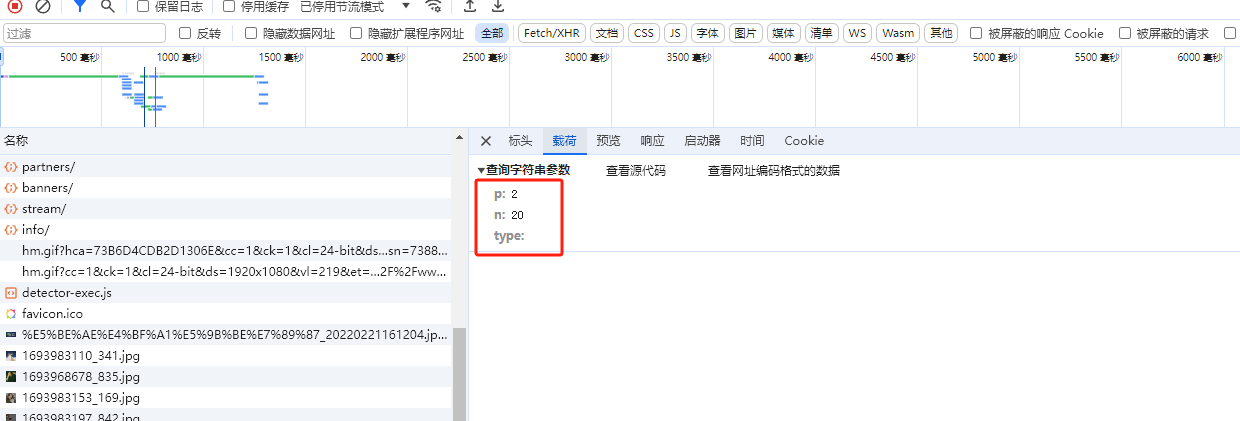 保留日志 停用缓存 已停用节流模式
过滤 反转 隐藏数据网址 隐藏扩展程序网址 全部 Fetch/XHR 文档 CSS JS 字体 图片 媒体 清单 WS Wasm 其他 被屏蔽的响应 Cookie 被屏蔽的请求
500 毫秒 1000 毫秒 1500 毫秒 2000 毫秒 2500 毫秒 3000 毫秒 3500 毫秒 4000 毫秒 4500 毫秒 5000 毫秒 5500 毫秒 6000 毫秒
名称
标头 载荷 预览 响应 启动器 时间 Cookie
partners/
banners/
stream/
info/
hm.gif?hca=73B6D4CDB2D1306E&cc=1&ck=1&cl=24-bit&ds...sn=7388...
hm.gif?cc=1&ck=1&cl=24-bit&ds=1920x1080&vl=219&et=...2F%2Fww...
detector-exec.js
favicon.ico
%E5%BE%AE%E4%BF%A1%E5%9B%BE%E7%89%87_20220221161204.jp...
1693983110_341.jpg
1693968678_835.jpg
1693983153_169.jpg
1693983197_842.jpg
查询字符串参数 查看源代码 查看网址编码格式的数据
p: 2
n: 20
type: